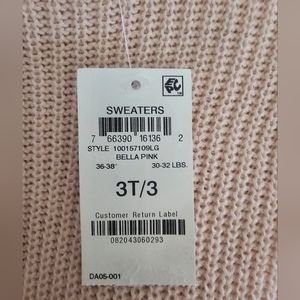 SWEATERS
7 66390 16136 2
STYLE 100157109LG
BELLA PINK
36-38" 30-32 LBS.
3T/3
Customer Return Label
082043060293
DA05-001